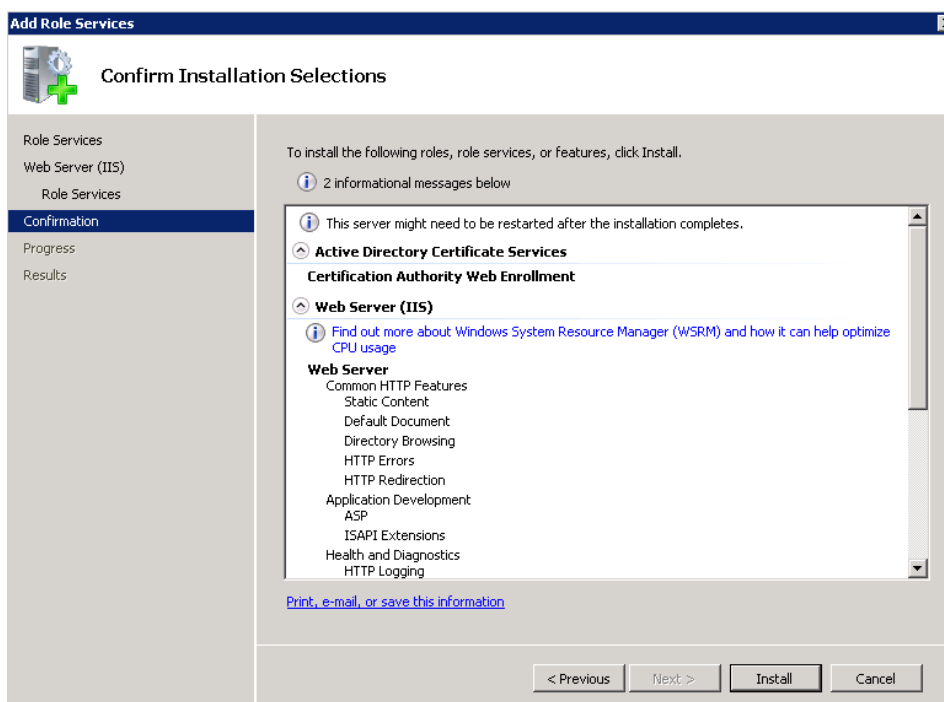 Add Role Services
Confirm Installation Selections
Role Services
Web Server (IIS)
Role Services
Confirmation
Progress
Results
To install the following roles, role services, or features, click Install.
2 informational messages below
This server might need to be restarted after the installation completes.
Active Directory Certificate Services
Certification Authority Web Enrollment
Web Server (IIS)
Find out more about Windows System Resource Manager (WSRM) and how it can help optimize
CPU usage
Web Server
Common HTTP Features
Static Content
Default Document
Directory Browsing
HTTP Errors
HTTP Redirection
Application Development
ASP
ISAPI Extensions
Health and Diagnostics
HTTP Logging
Print, e-mail, or save this information
< Previous
Next >
Install
Cancel